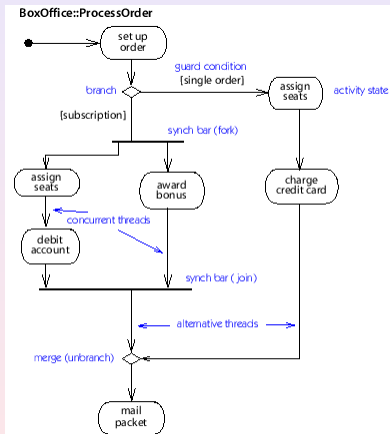 BoxOffice::ProcessOrder
set up
order
guard condition
[single order]
branch
assign
seats
activity state
[subscription]
synch bar (fork)
assign
seats
award
bonus
charge
credit card
concurrent threads
debit
account
synch bar (join)
alternative threads
merge (unbranch)
mail
packet